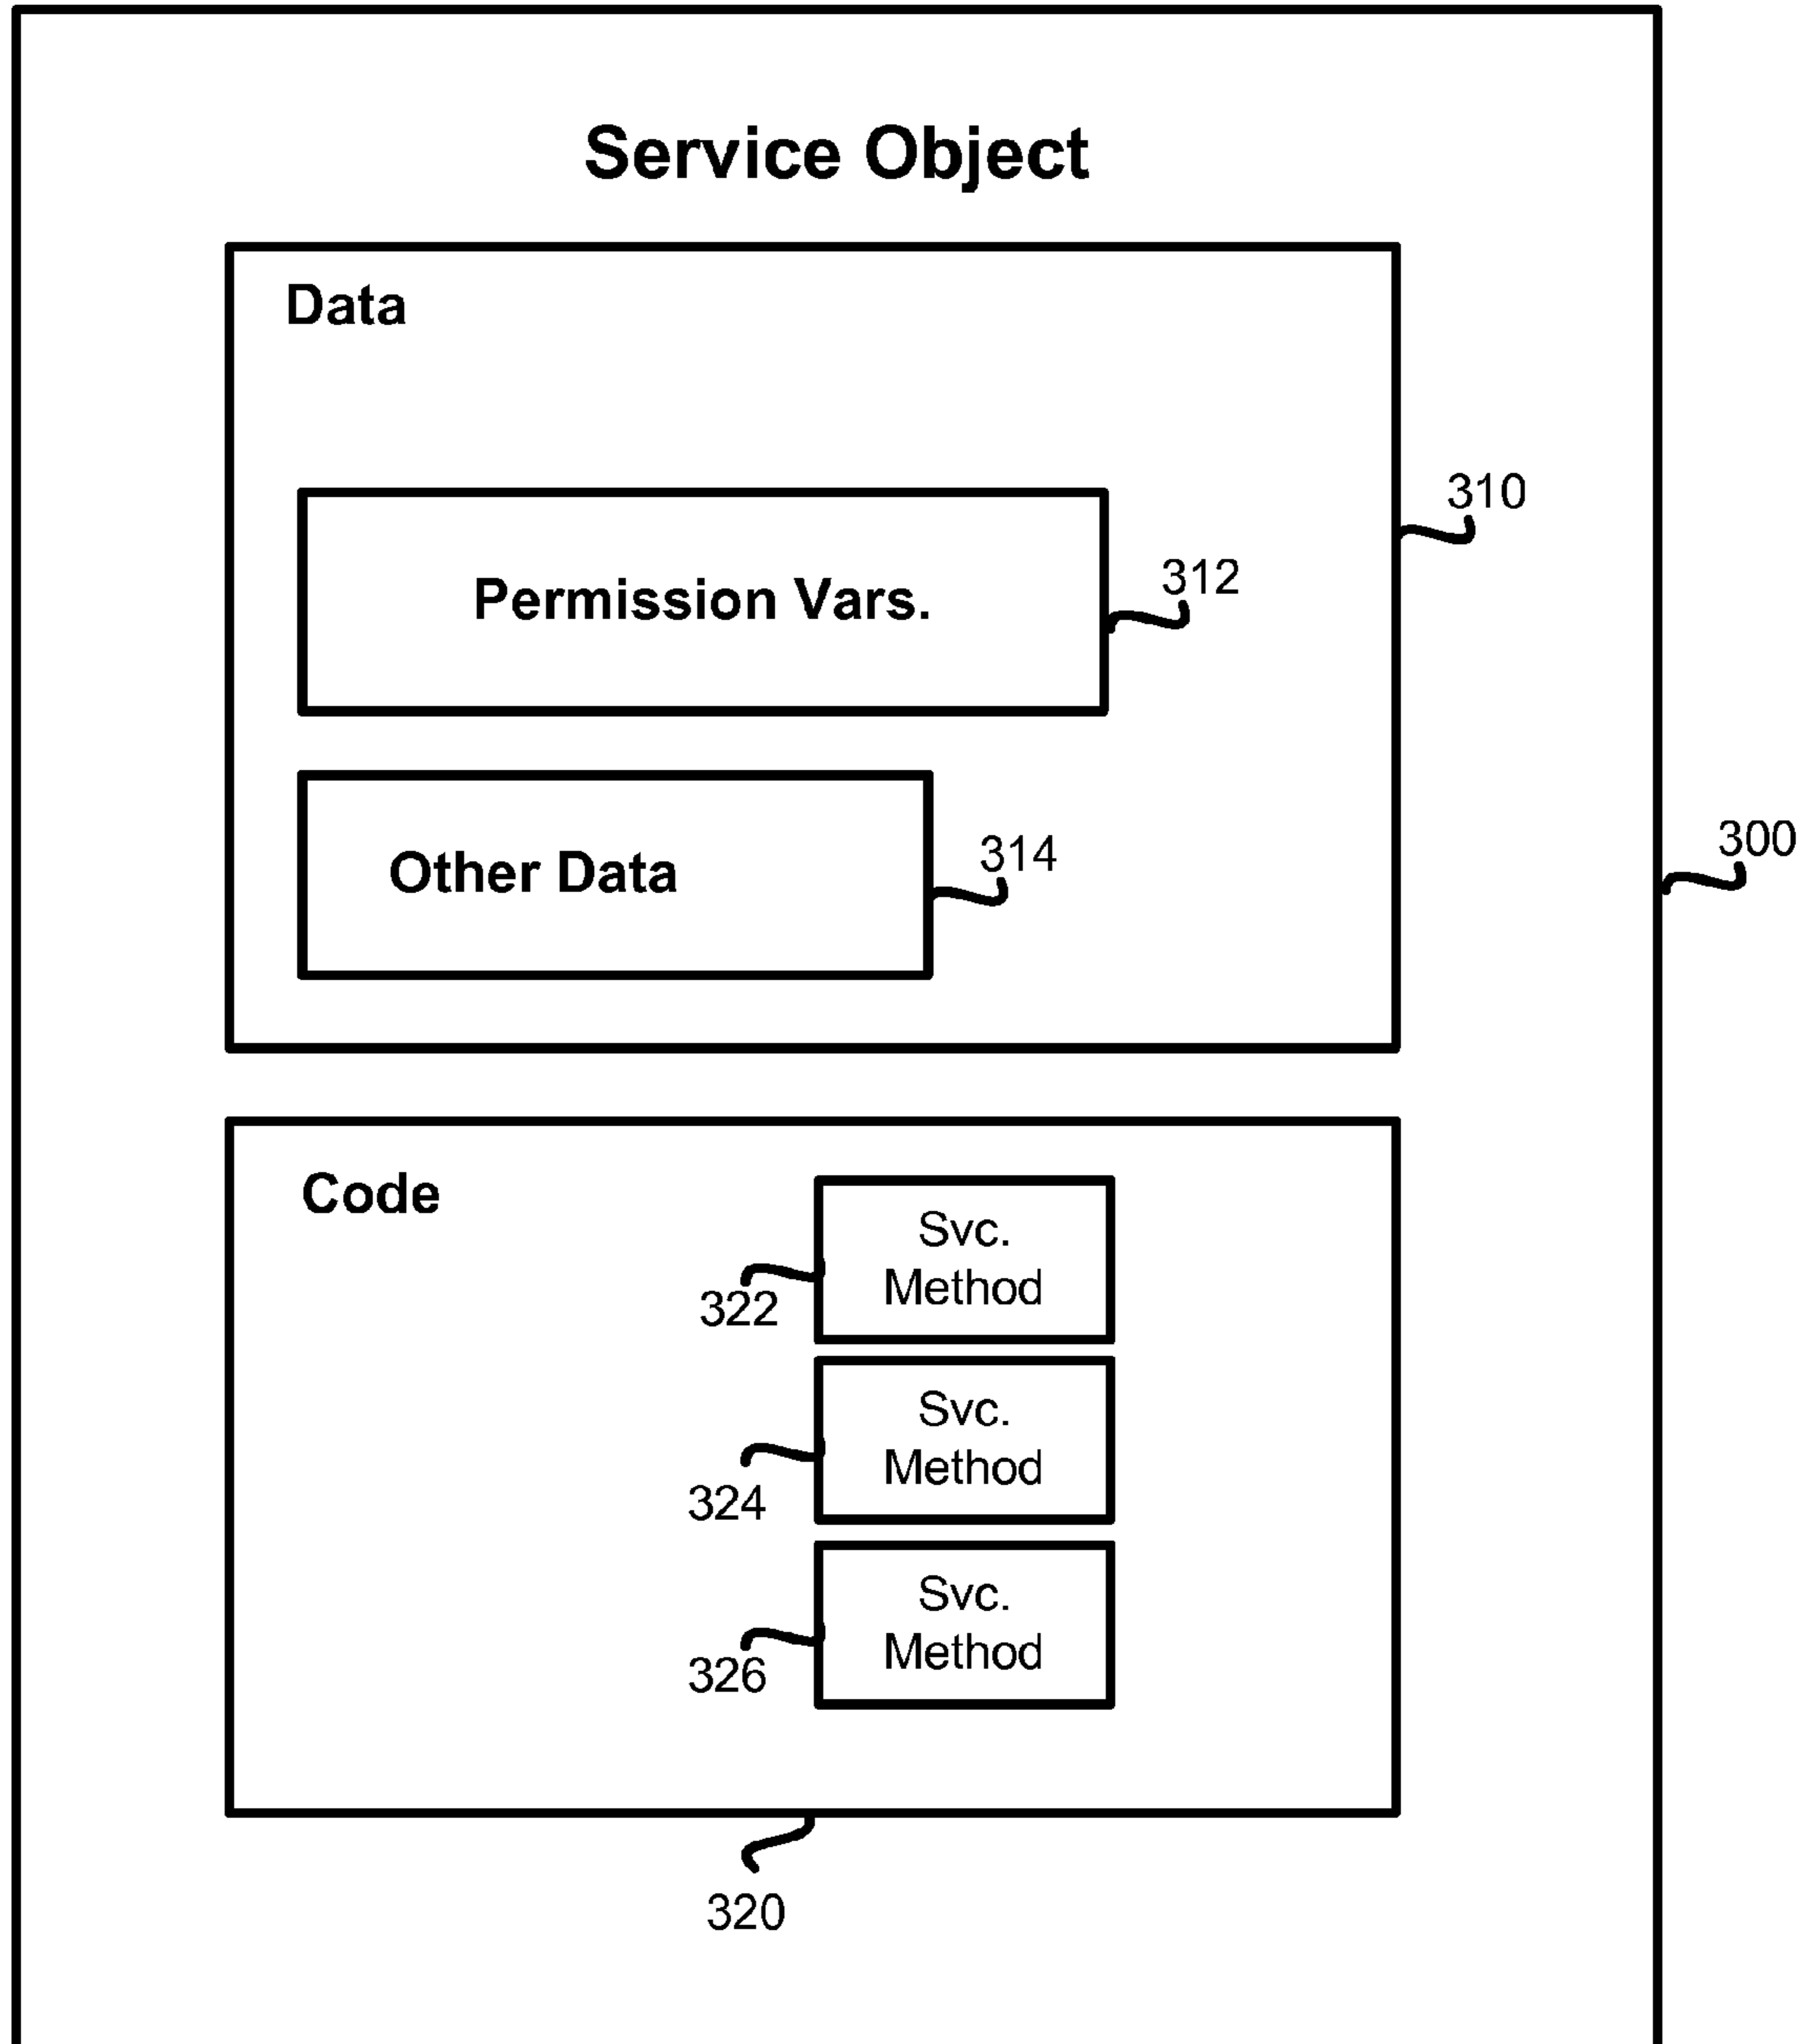 Service Object
Data
310
Permission Vars.
312
300
Other Data
314
Code
Svc.
Method
322
Svc.
Method
324
Svc.
Method
326
320